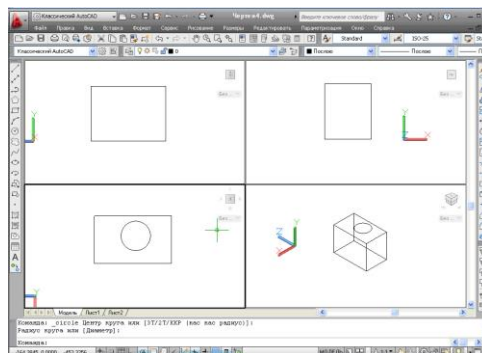 Классический AutoCAD
Чертеж4.dwg
Введите ключевое слово/фразу
Файл Правка Вид Вставка Формат Сервис Рисование Размеры Редактировать Параметризация Окно Справка
Standard ISO-25
Классический AutoCAD 0 Послою Послою
Y
X
Y
Z
X
Y
Z
Y
X
Модель Лист1 Лист2
Команда: _circle Центр круга или [3Т/2Т/ККР (кас кас радиус)]:
Радиус круга или [Диаметр]:
Команда: